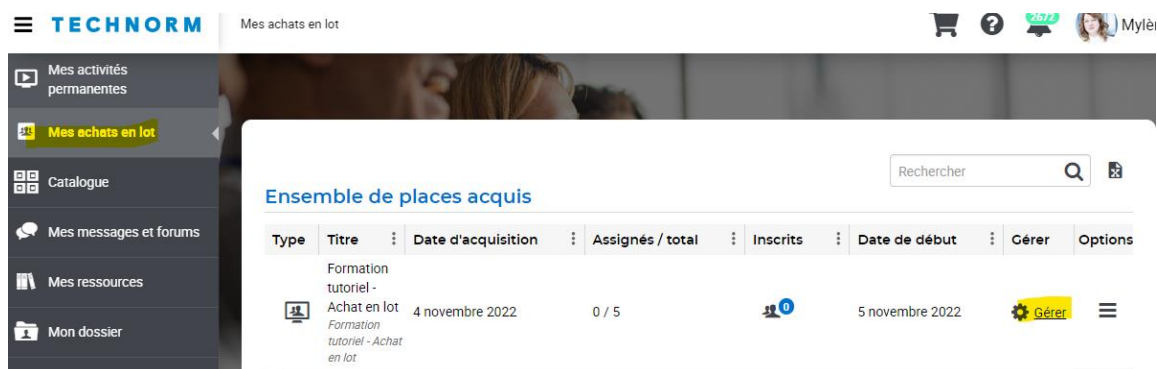 TECHNORM
Mes achats en lot
2672
Mylèn
Mes activités
permanentes
Mes achats en lot
Catalogue
Mes messages et forums
Mes ressources
Mon dossier
Rechercher
Ensemble de places acquis
Type Titre Date d'acquisition Assignés / total Inscrits Date de début Gérer Options
Formation
tutoriel -
Achat en lot
Formation
tutoriel - Achat
en lot
4 novembre 2022 0 / 5 0 5 novembre 2022 Gérer